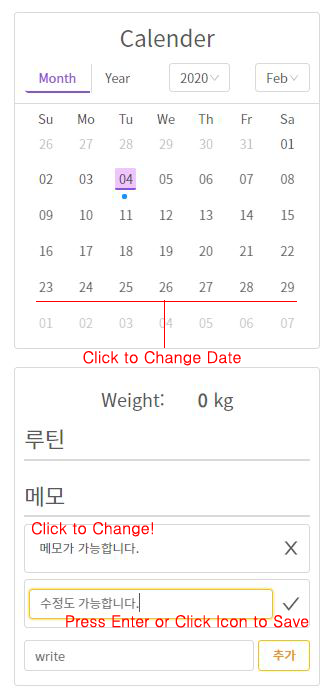 Calender
Month Year 2020 Feb
Su Mo Tu We Th Fr Sa
26 27 28 29 30 31 01
02 03 04 05 06 07 08
09 10 11 12 13 14 15
16 17 18 19 20 21 22
23 24 25 26 27 28 29
01 02 03 04 05 06 07
Click to Change Date
Weight: 0 kg
루틴
메모
Click to Change!
메모가 가능합니다.
수정도 가능합니다.
Press Enter or Click Icon to Save
write 추가